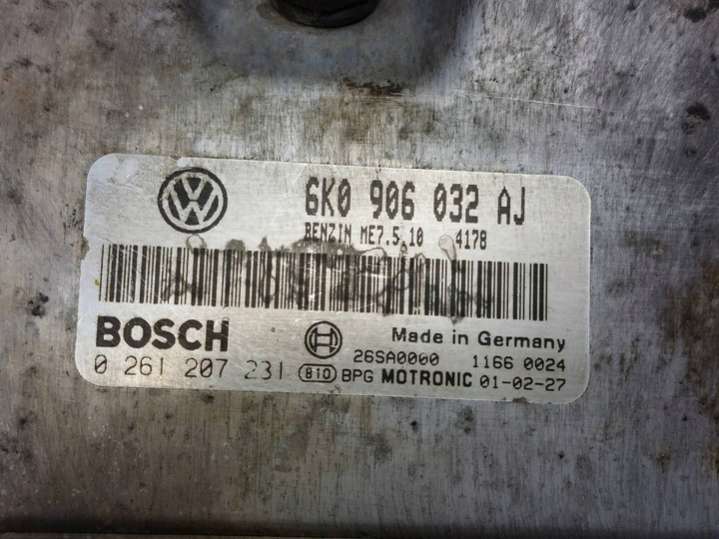 6K0 906 032 AJ
BENZIN ME7.5.10 4178
BOSCH
Made in Germany
26SA0060 1166 0024
0 261 207 231 810 BPG MOTRONIC 01-02-27